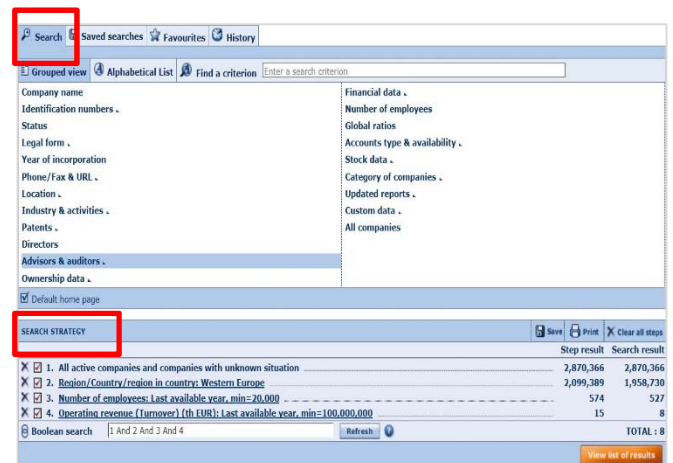 Search Saved searches Favourites History
Grouped view Alphabetical List Find a criterion Enter a search criterion
Company name
Identification numbers
Status
Legal form
Year of incorporation
Phone/Fax & URL
Location
Industry & activities
Patents
Directors
Advisors & auditors
Ownership data
Financial data
Number of employees
Global ratios
Accounts type & availability
Stock data
Category of companies
Updated reports
Custom data
All companies
Default home page
SEARCH STRATEGY Save Print Clear all steps
Step result Search result
1. All active companies and companies with unknown situation 2,870,366 2,870,366
2. Region/Country/region in country: Western Europe 2,099,389 1,958,730
3. Number of employees: Last available year, min=20,000 574 527
4. Operating revenue (Turnover) (th EUR): Last available year, min=100,000,000 15 8
Boolean search 1 And 2 And 3 And 4 Refresh TOTAL : 8
View list of results